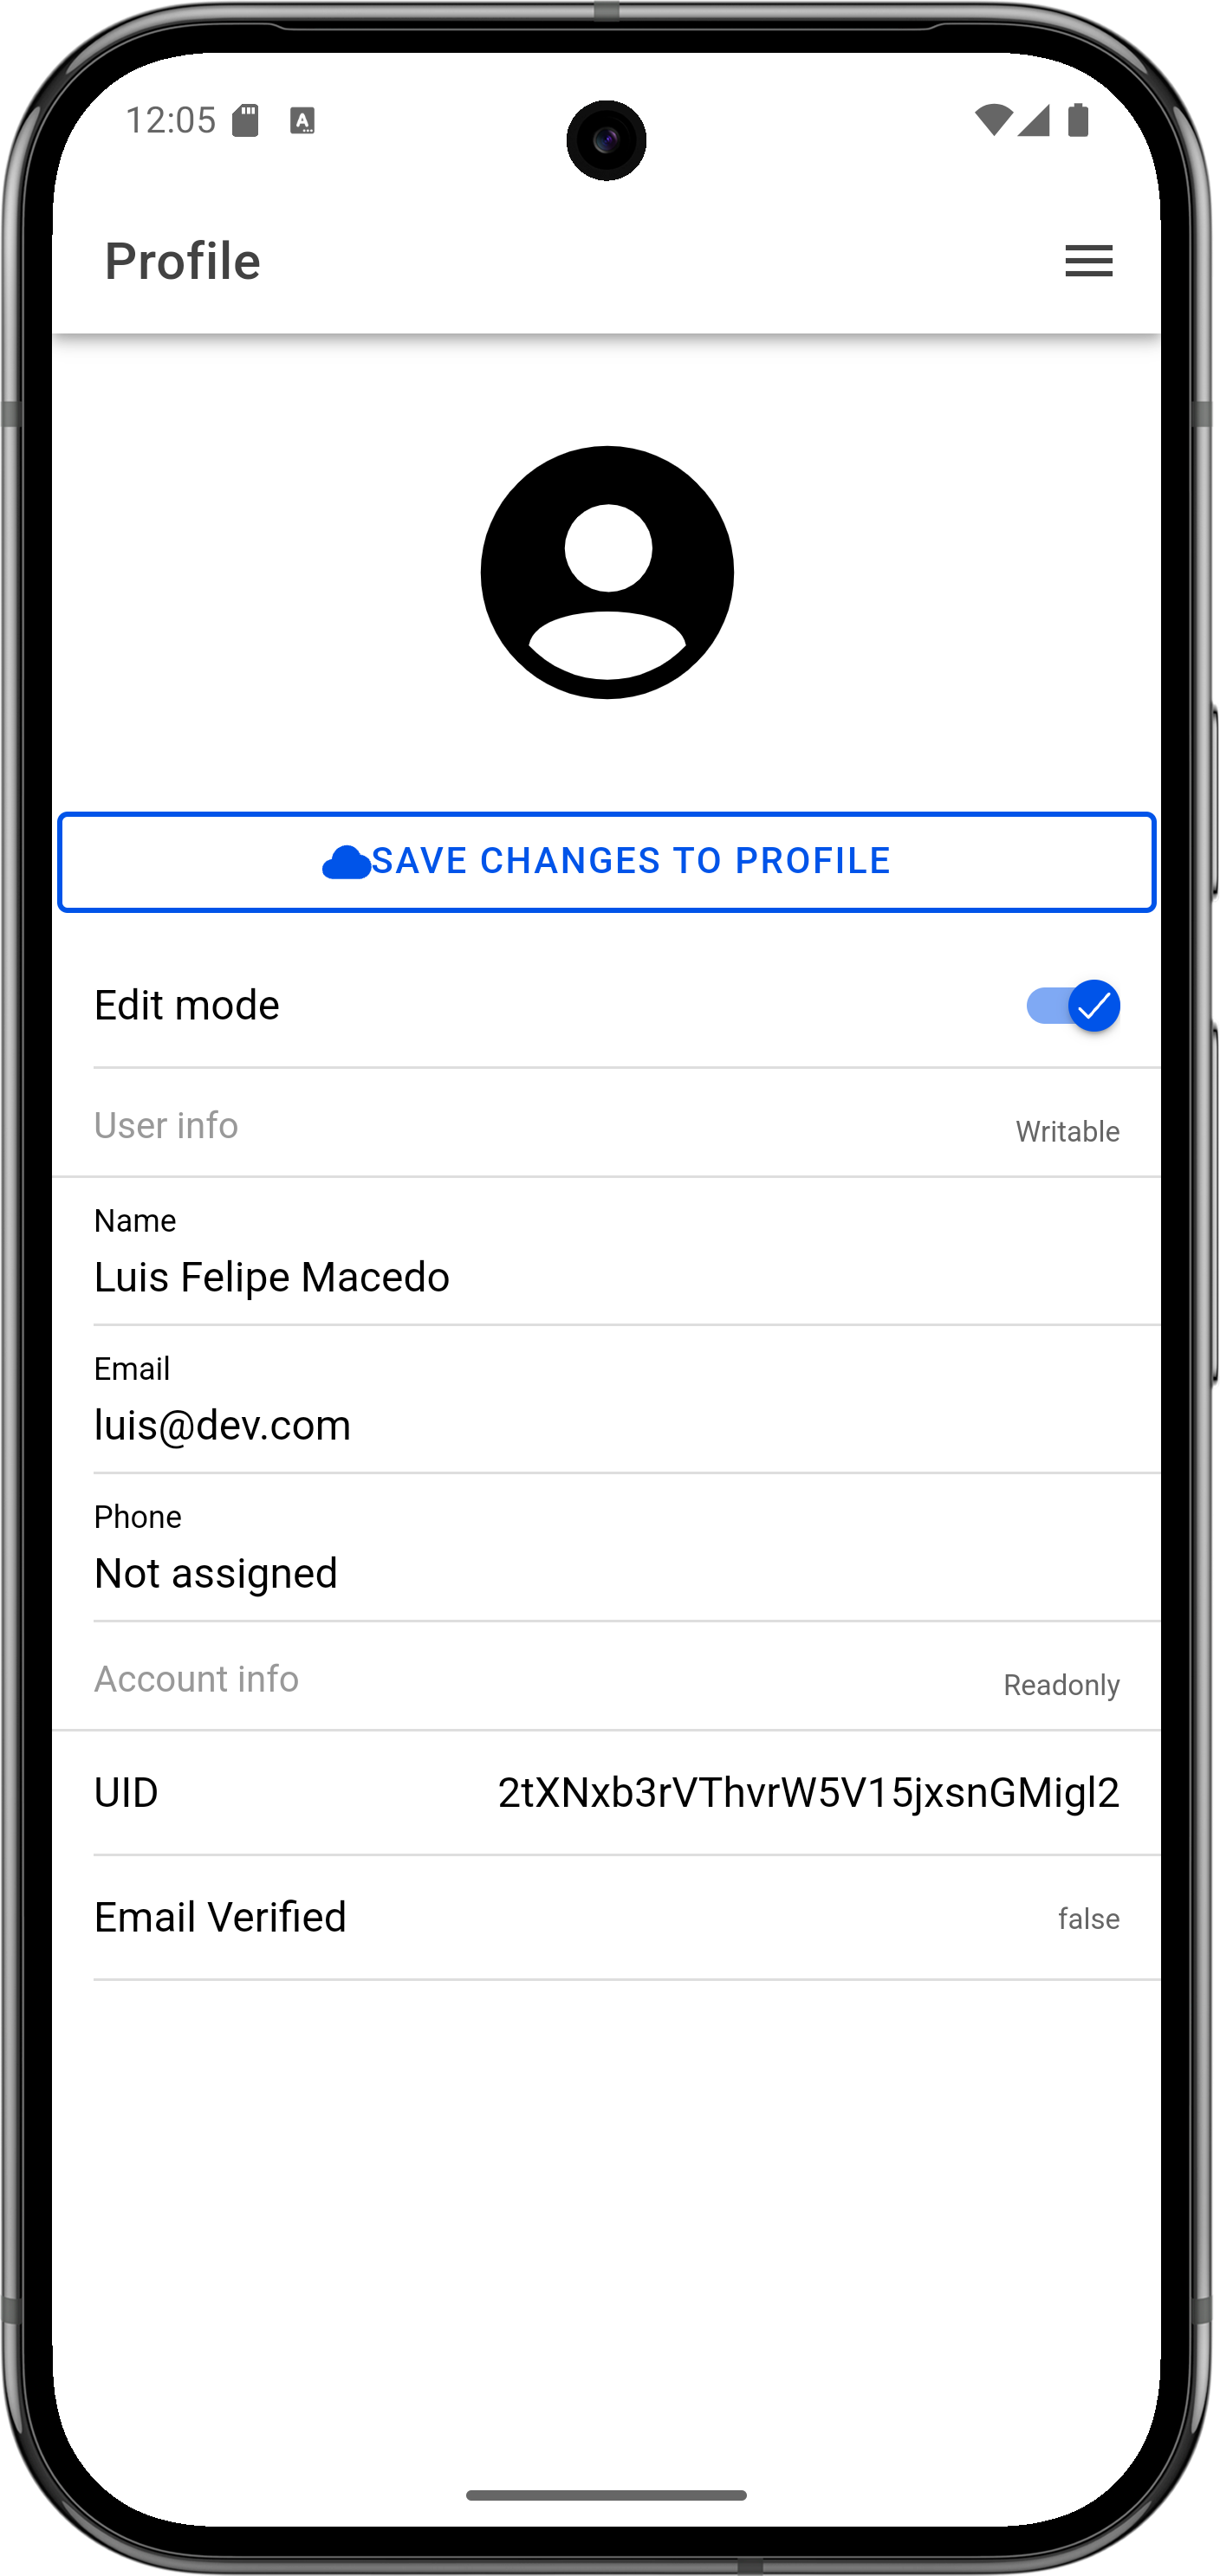 12:05
Profile
SAVE CHANGES TO PROFILE
Edit mode
User info Writable
Name
Luis Felipe Macedo
Email
luis@dev.com
Phone
Not assigned
Account info Readonly
UID 2tXNxb3rVThvrW5V15jxsnGMigl2
Email Verified false